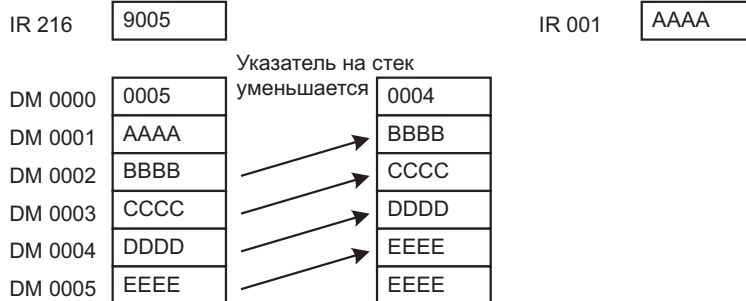 IR 216 9005 IR 001 AAAA
Указатель на стек
уменьшается
DM 0000 0005 0004
DM 0001 AAAA BBBB
DM 0002 BBBB CCCC
DM 0003 CCCC DDDD
DM 0004 DDDD EEEE
DM 0005 EEEE EEEE